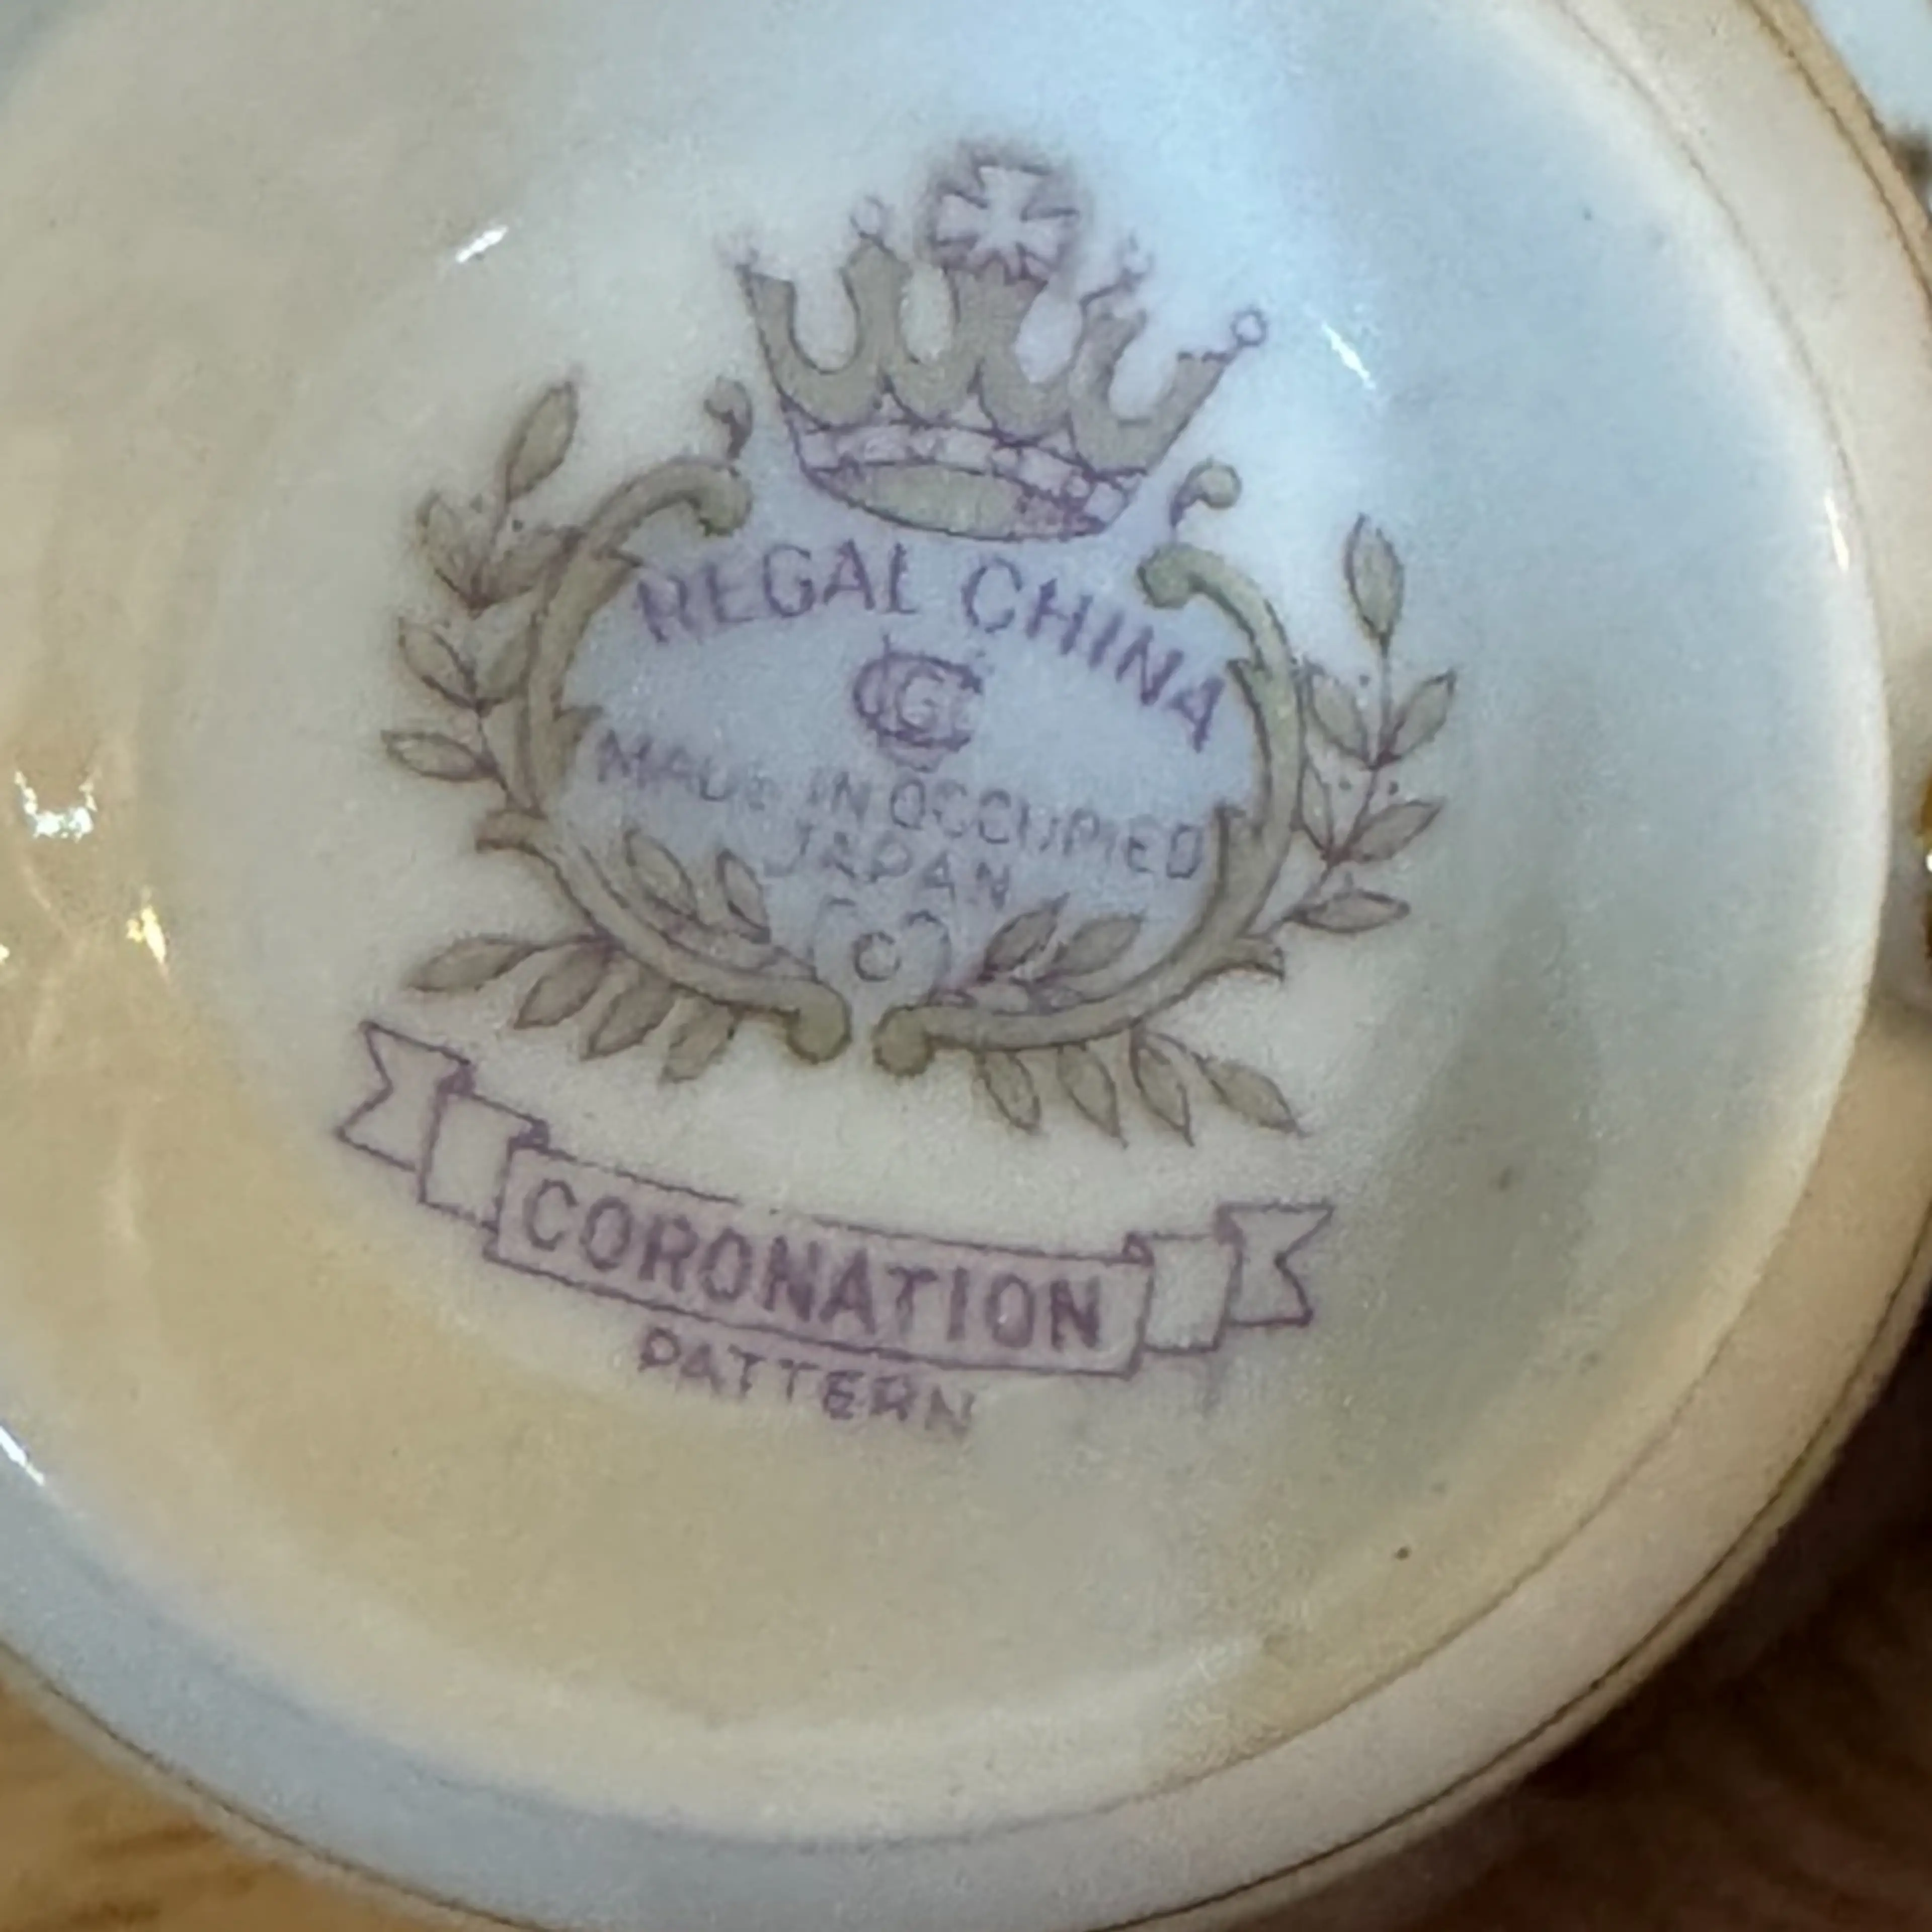 REGAL CHINA
MADE IN OCCUPIED
JAPAN
C
CORONATION
PATTERN